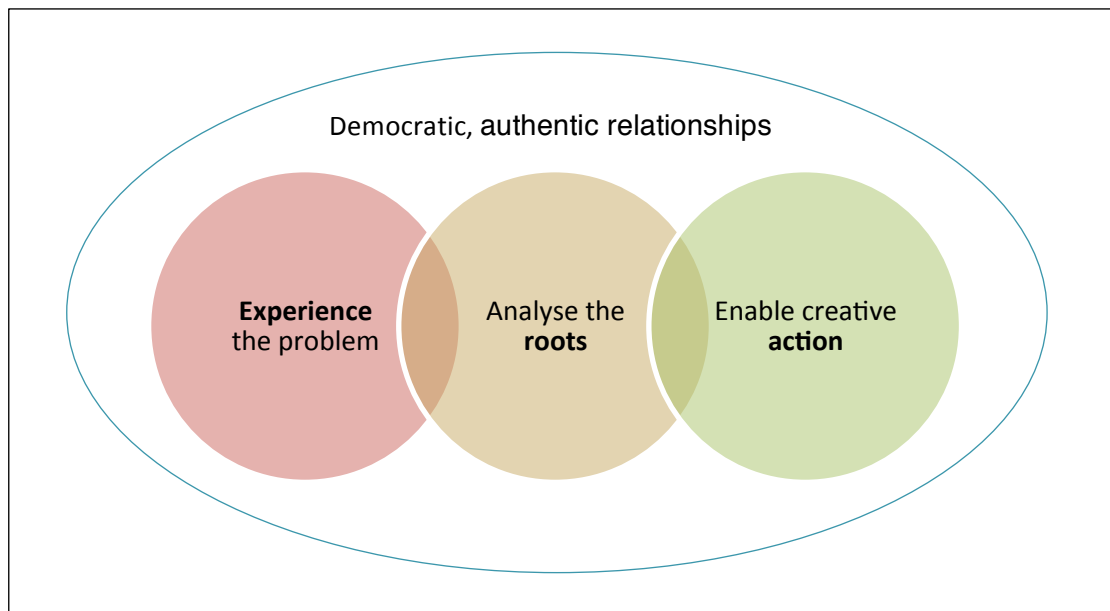 Democratic, authentic relationships
Experience
the problem
Analyse the
roots
Enable creative
action